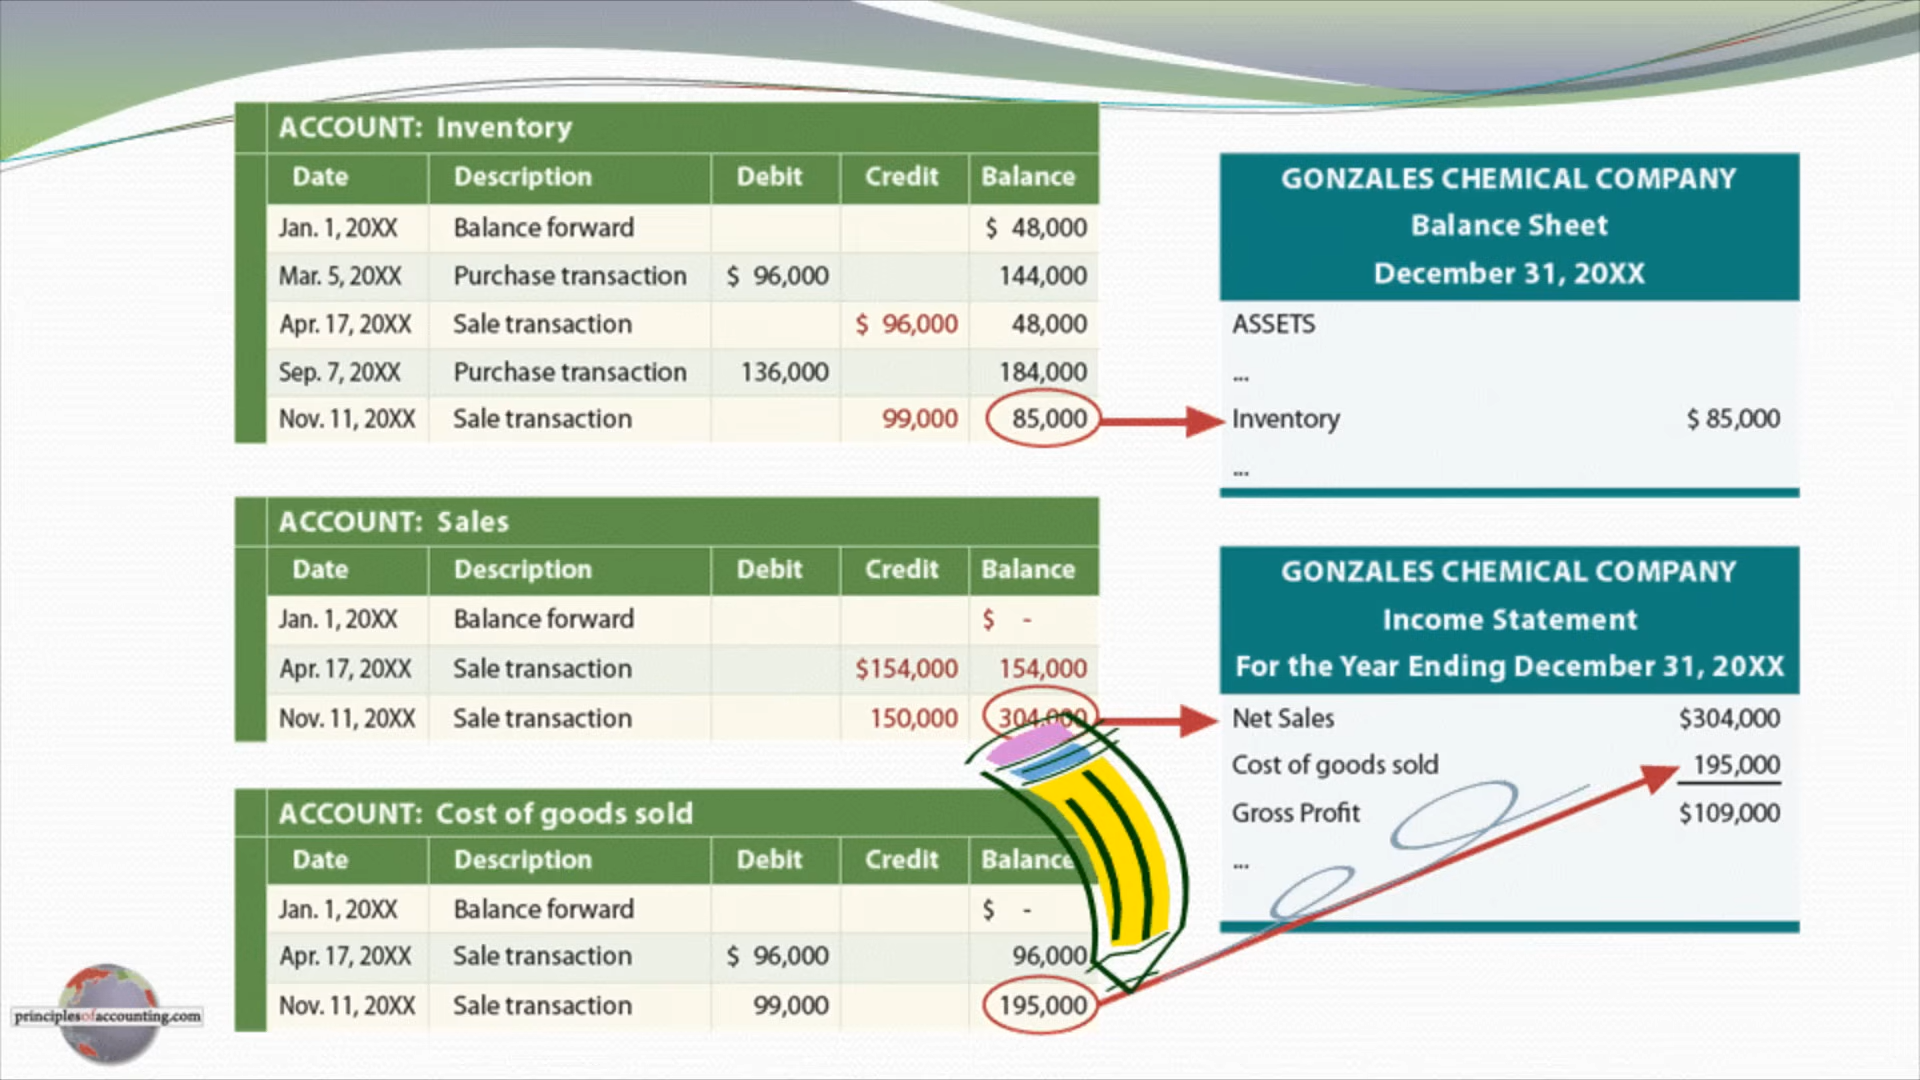 ACCOUNT: Inventory
Date Description Debit Credit Balance
Jan. 1, 20XX Balance forward $ 48,000
Mar. 5, 20XX Purchase transaction $ 96,000 144,000
Apr. 17, 20XX Sale transaction $ 96,000 48,000
Sep. 7, 20XX Purchase transaction 136,000 184,000
Nov. 11, 20XX Sale transaction 99,000 85,000
ACCOUNT: Sales
Date Description Debit Credit Balance
Jan. 1, 20XX Balance forward $ -
Apr. 17, 20XX Sale transaction $154,000 154,000
Nov. 11, 20XX Sale transaction 150,000 304,000
ACCOUNT: Cost of goods sold
Date Description Debit Credit Balance
Jan. 1, 20XX Balance forward $ -
Apr. 17, 20XX Sale transaction $ 96,000 96,000
Nov. 11, 20XX Sale transaction 99,000 195,000
GONZALES CHEMICAL COMPANY
Balance Sheet
December 31, 20XX
ASSETS
...
Inventory $ 85,000
...
GONZALES CHEMICAL COMPANY
Income Statement
For the Year Ending December 31, 20XX
Net Sales $304,000
Cost of goods sold 195,000
Gross Profit $109,000
...
principlesofaccounting.com